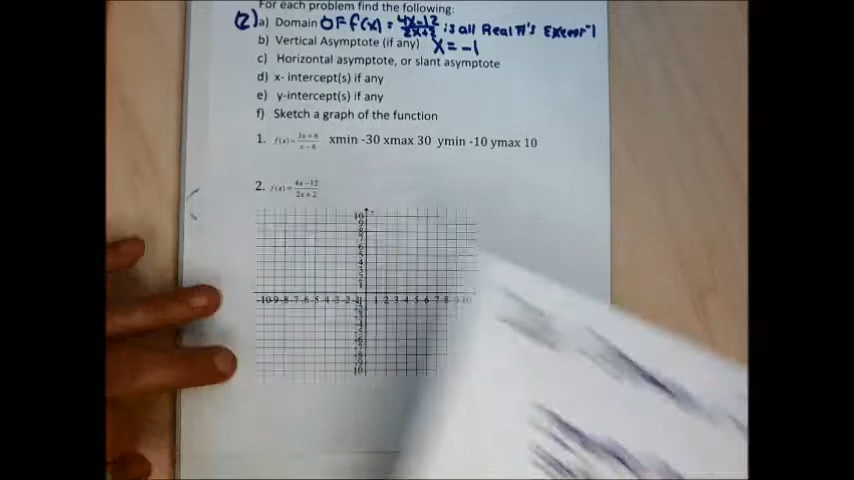 For each problem find the following:
(2) a) Domain OF f(x) = 4x-12/2x+2 is all Real #'s Except -1
b) Vertical Asymptote (if any) x = -1
c) Horizontal asymptote, or slant asymptote
d) x- intercept(s) if any
e) y-intercept(s) if any
f) Sketch a graph of the function
1. f(x)= 3x+6/x-6 xmin -30 xmax 30 ymin -10 ymax 10
2. f(x)= 4x-12/2x+2